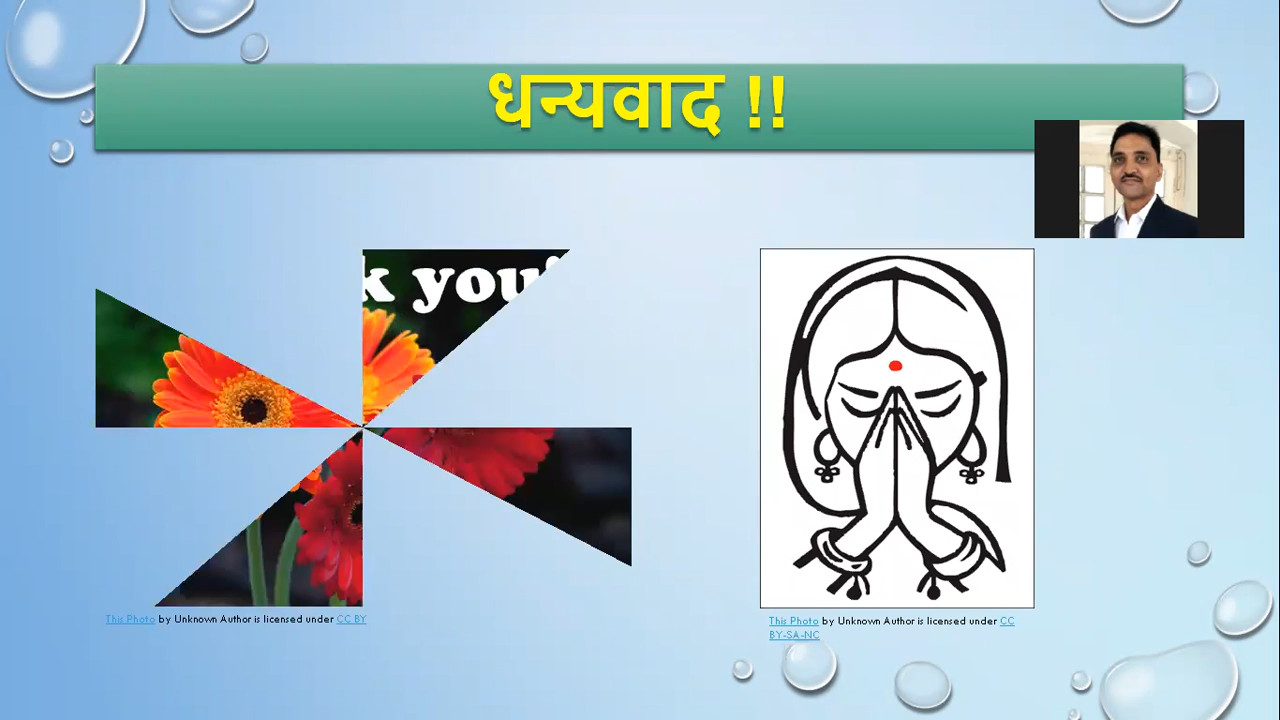 धन्यवाद !!
k you
This Photo by Unknown Author is licensed under CC BY
This Photo by Unknown Author is licensed under CC
BY-SA-NC